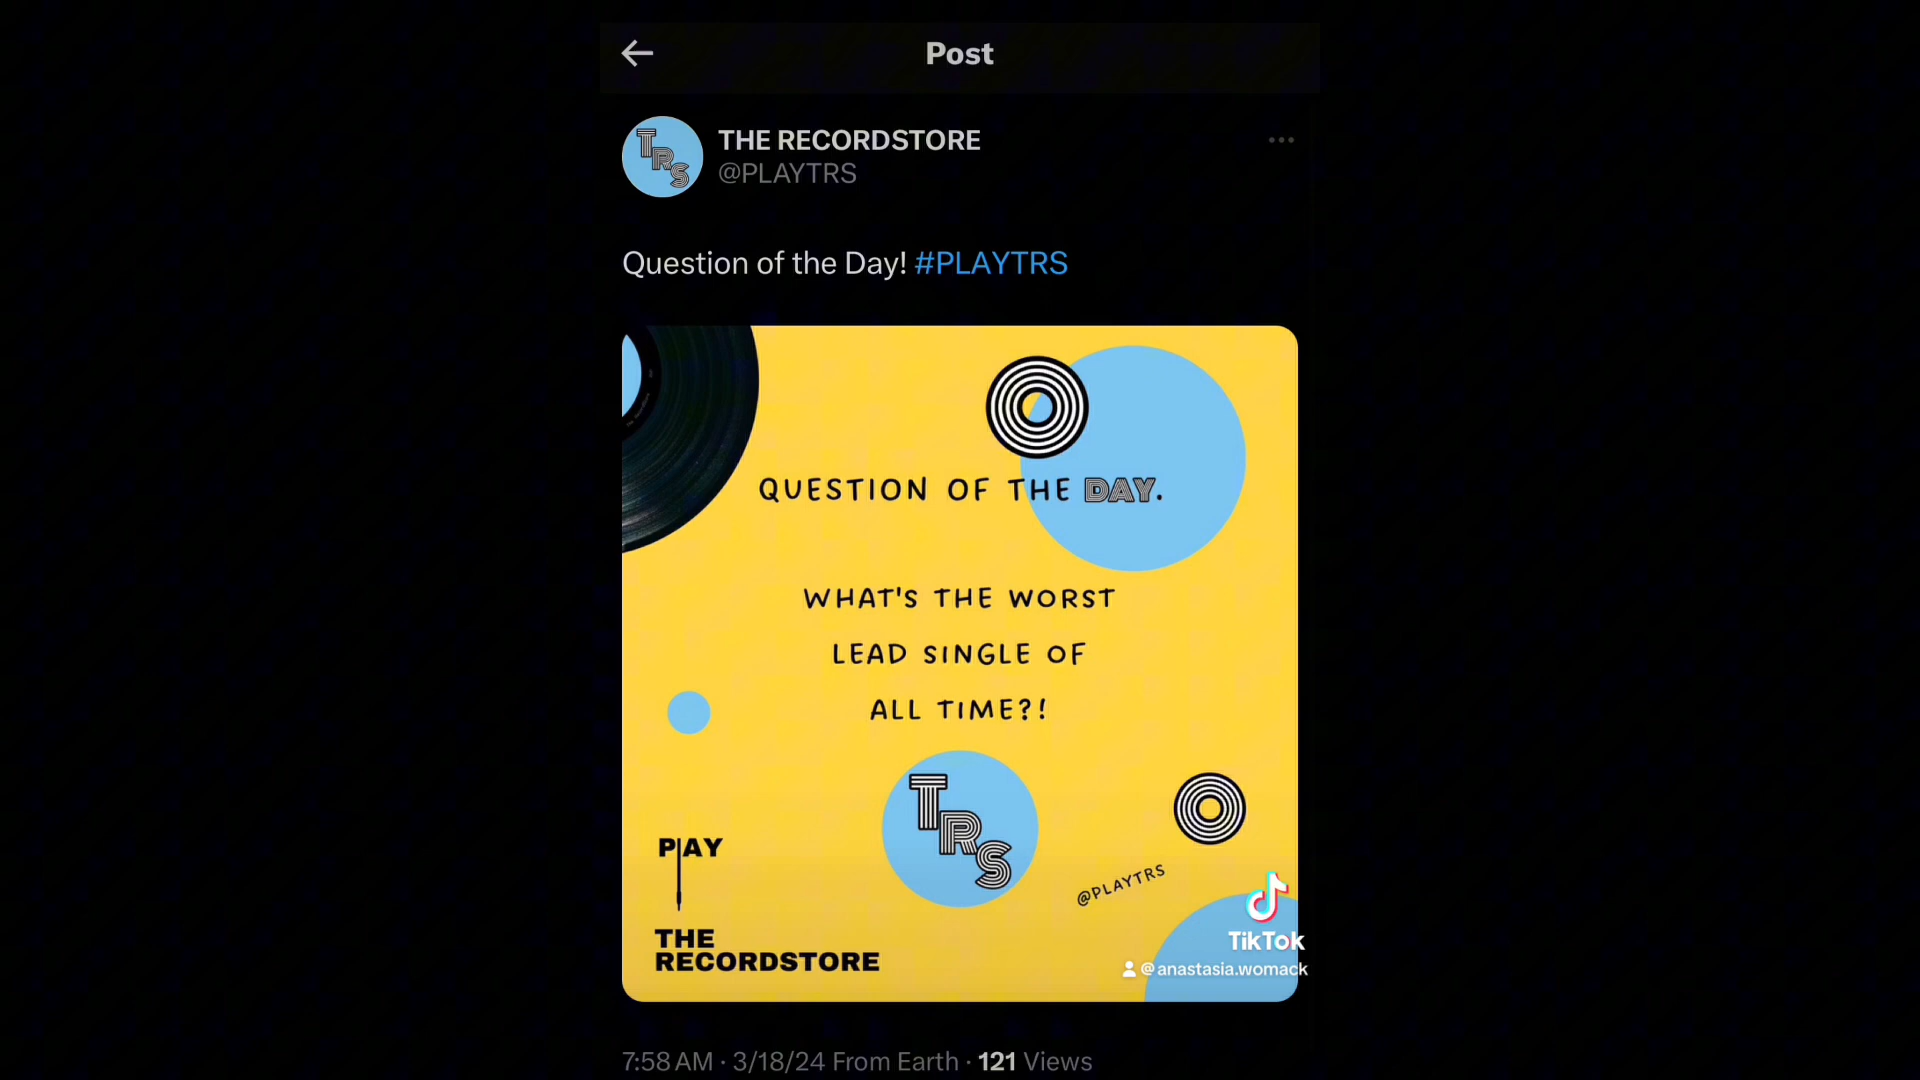 Post
TRS
THE RECORDSTORE
@PLAYTRS
Question of the Day! #PLAYTRS
QUESTION OF THE DAY.
WHAT'S THE WORST
LEAD SINGLE OF
ALL TIME?!
TRS
PLAY
THE
RECORDSTORE
@PLAYTRS
TikTok
@anastasia.womack
7:58 AM · 3/18/24 From Earth · 121 Views